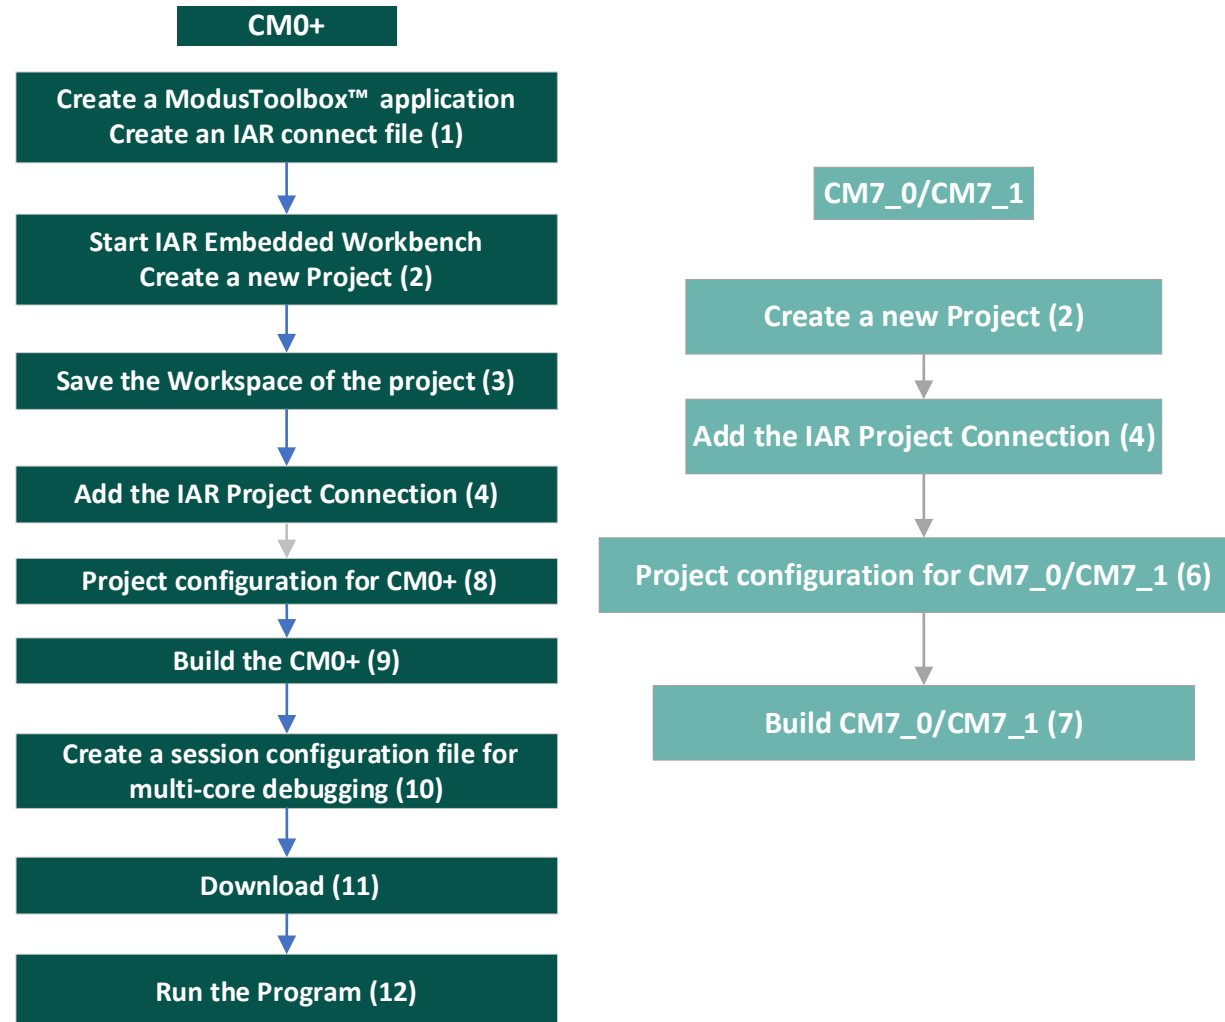 CM0+
Create a ModusToolbox™ application
Create an IAR connect file (1)
Start IAR Embedded Workbench
Create a new Project (2)
Save the Workspace of the project (3)
Add the IAR Project Connection (4)
Project configuration for CM0+ (8)
Build the CM0+ (9)
Create a session configuration file for
multi-core debugging (10)
Download (11)
Run the Program (12)
CM7_0/CM7_1
Create a new Project (2)
Add the IAR Project Connection (4)
Project configuration for CM7_0/CM7_1 (6)
Build CM7_0/CM7_1 (7)